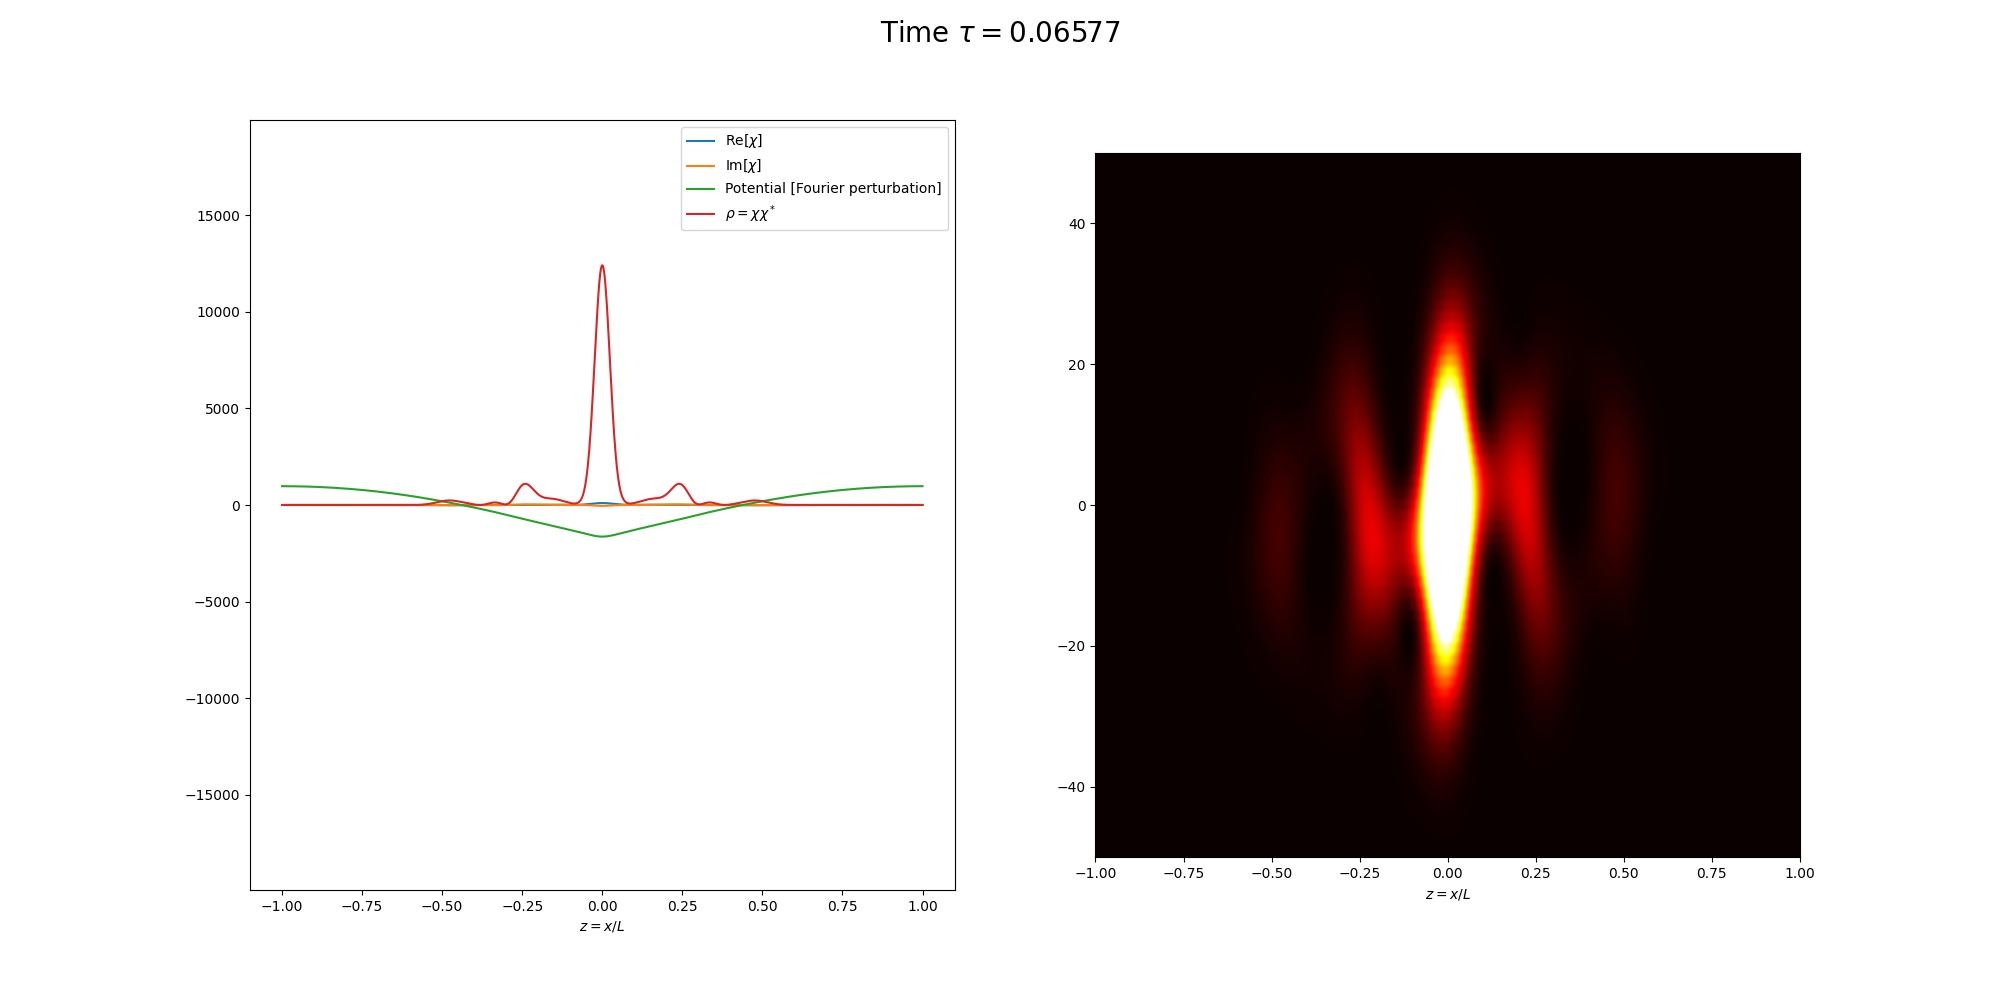 Time τ = 0.06577
Re[χ]
Im[χ]
Potential [Fourier perturbation]
ρ = χχ*
15000
10000
5000
0
−5000
−10000
−15000
−1.00 −0.75 −0.50 −0.25 0.00 0.25 0.50 0.75 1.00
z = x/L
40
20
0
−20
−40
−1.00 −0.75 −0.50 −0.25 0.00 0.25 0.50 0.75 1.00
z = x/L